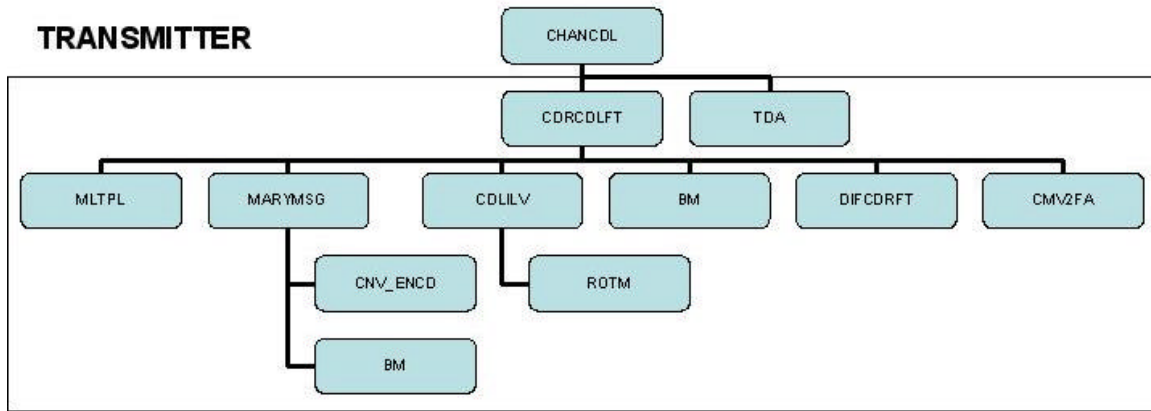 TRANSMITTER
CHANCDL
CDRCDLFT
TDA
MLTPL
MARYMSG
CDLILV
BM
DIFCDRFT
CMV2FA
CNV_ENCD
ROTM
BM